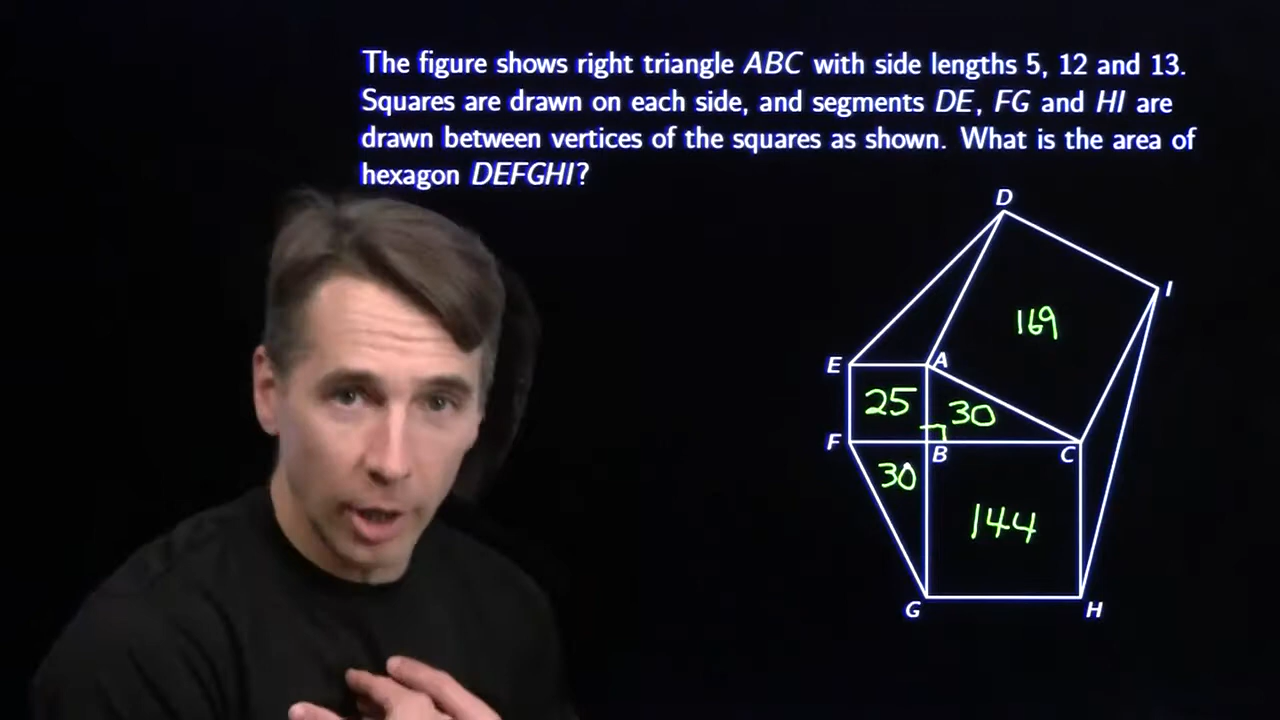 The figure shows right triangle ABC with side lengths 5, 12 and 13.
Squares are drawn on each side, and segments DE, FG and HI are
drawn between vertices of the squares as shown. What is the area of
hexagon DEFGHI?
D
I
169
E
A
25
30
F
B
C
30
144
G
H